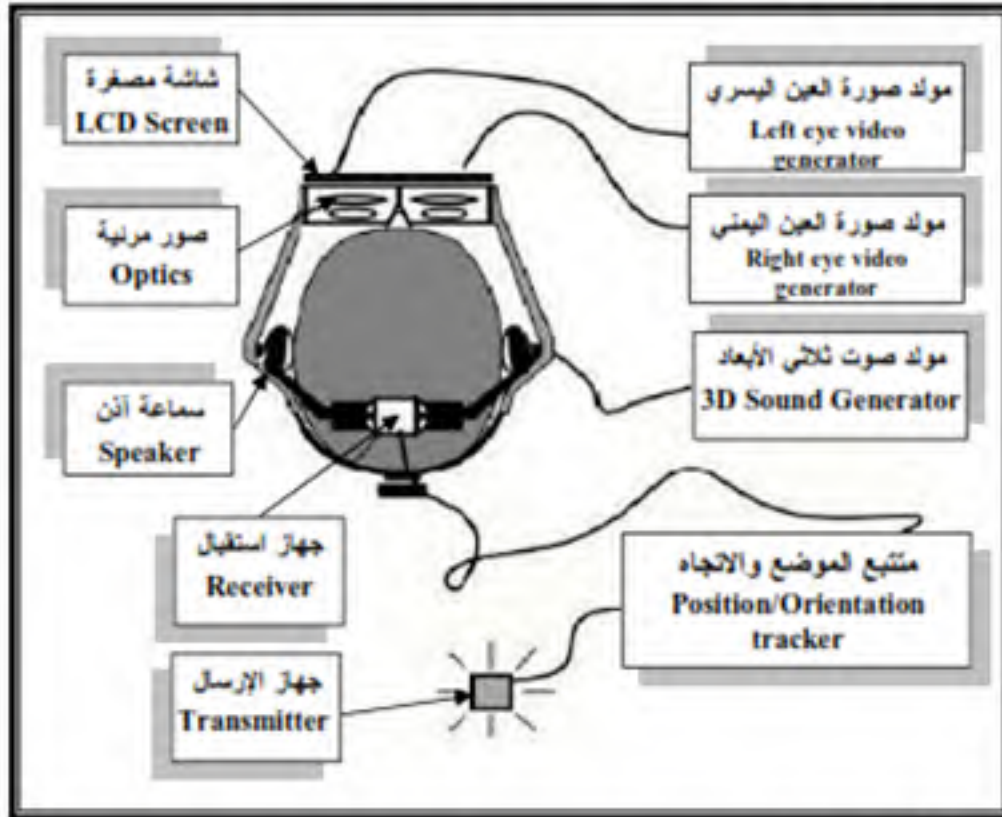 شاشة مصغرة
LCD Screen
مولد صورة العين اليسري
Left eye video
generator
صور مرئية
Optics
مولد صورة العين اليمني
Right eye video
generator
سماعة أذن
Speaker
مولد صوت ثلاثي الأبعاد
3D Sound Generator
جهاز استقبال
Receiver
متتبع الموضع والاتجاه
Position/Orientation
tracker
جهاز الإرسال
Transmitter